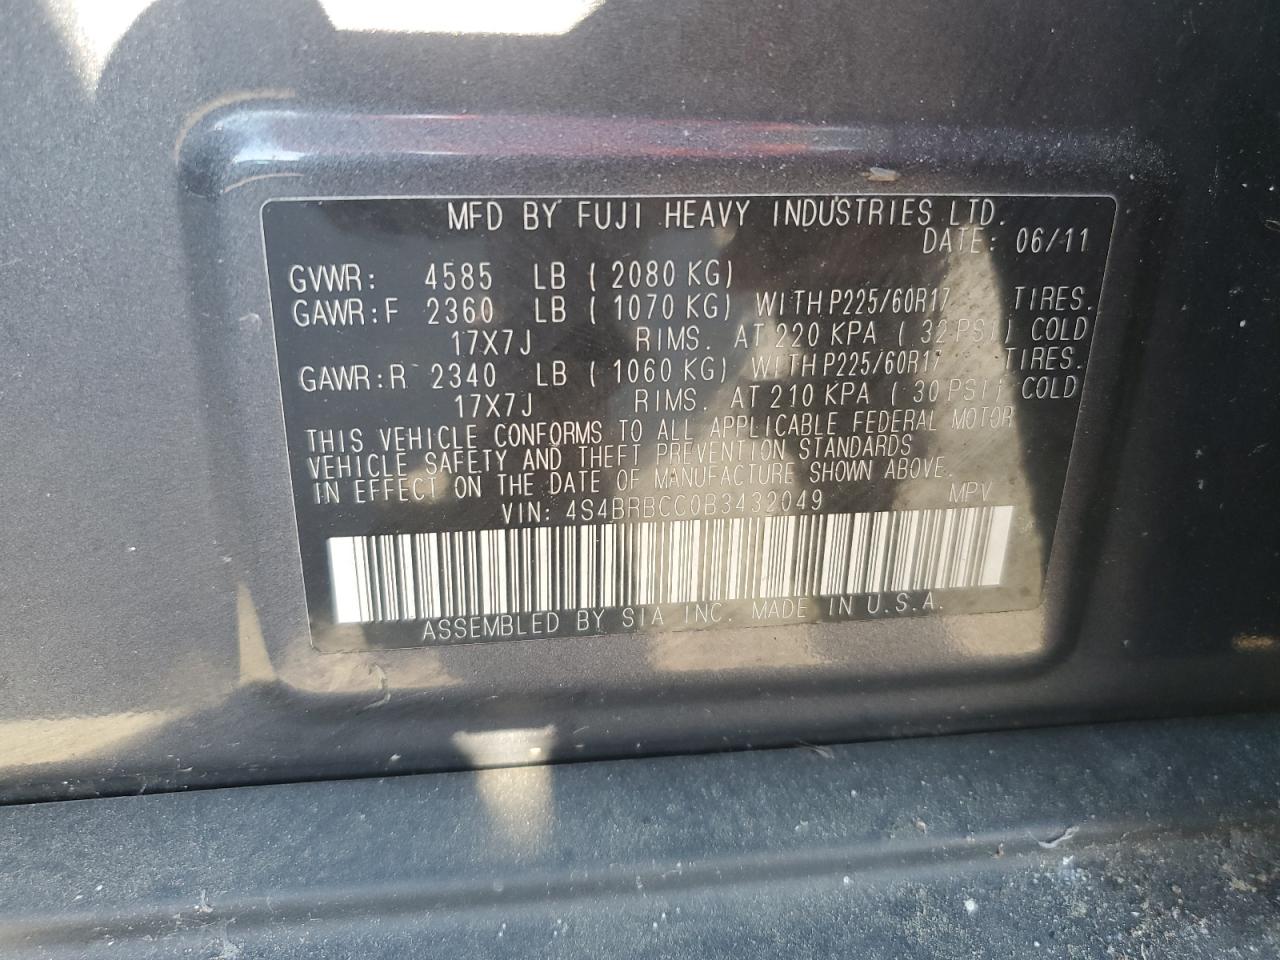 MFD BY FUJI HEAVY INDUSTRIES LTD.
DATE: 06/11
GVWR: 4585 LB (2080 KG)
GAWR:F 2360 LB (1070 KG) WITH P225/60R17 TIRES.
17X7J RIMS. AT 220 KPA (32 PSI) COLD
GAWR:R 2340 LB (1060 KG) WITH P225/60R17 TIRES.
17X7J RIMS. AT 210 KPA (30 PSI) COLD
THIS VEHICLE CONFORMS TO ALL APPLICABLE FEDERAL MOTOR
VEHICLE SAFETY AND THEFT PREVENTION STANDARDS
IN EFFECT ON THE DATE OF MANUFACTURE SHOWN ABOVE.
VIN: 4S4BRBCC0B3432049 MPV
ASSEMBLED BY SIA INC. MADE IN U.S.A.